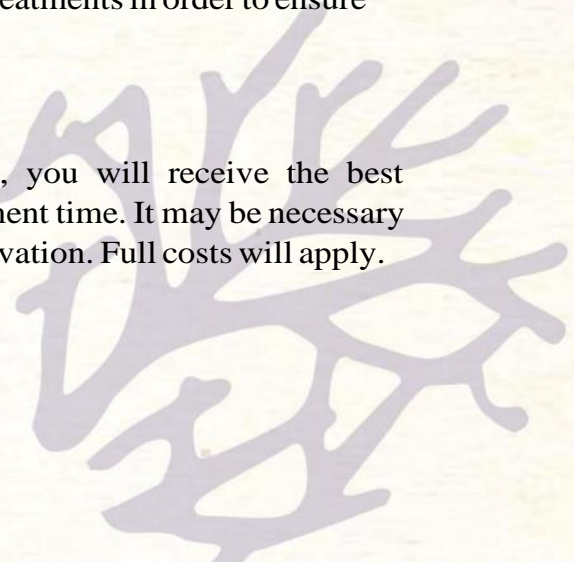 eatments in order to ensure
, you will receive the best
ment time. It may be necessary
vation. Full costs will apply.